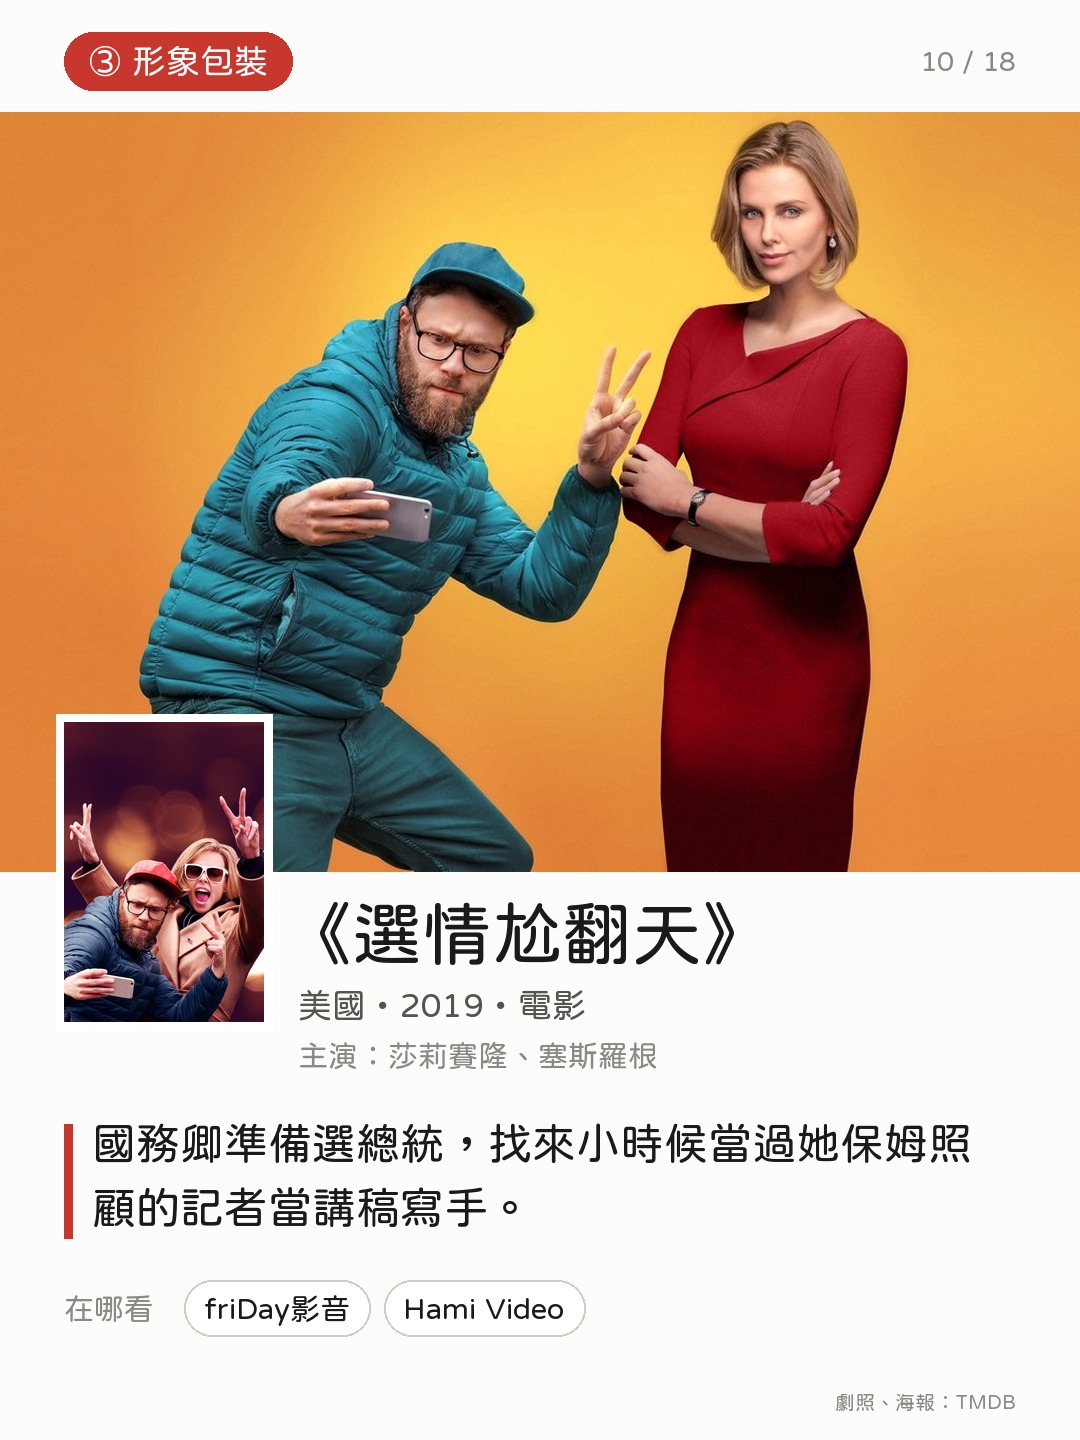 ③ 形象包裝
10 / 18
《選情尬翻天》
美國・2019・電影
主演：莎莉賽隆、塞斯羅根
國務卿準備選總統，找來小時候當過她保姆照
顧的記者當講稿寫手。
在哪看 friDay影音 Hami Video
劇照、海報：TMDB